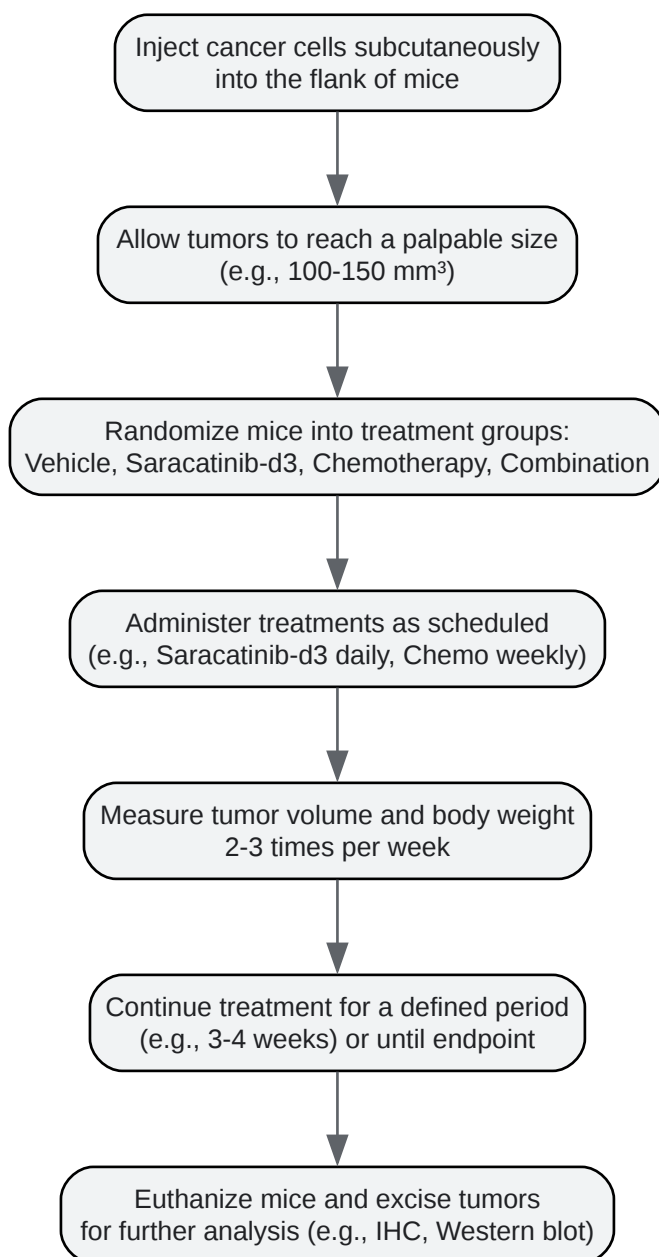 Inject cancer cells subcutaneously
into the flank of mice
Allow tumors to reach a palpable size
(e.g., 100-150 mm³)
Randomize mice into treatment groups:
Vehicle, Saracatinib-d3, Chemotherapy, Combination
Administer treatments as scheduled
(e.g., Saracatinib-d3 daily, Chemo weekly)
Measure tumor volume and body weight
2-3 times per week
Continue treatment for a defined period
(e.g., 3-4 weeks) or until endpoint
Euthanize mice and excise tumors
for further analysis (e.g., IHC, Western blot)